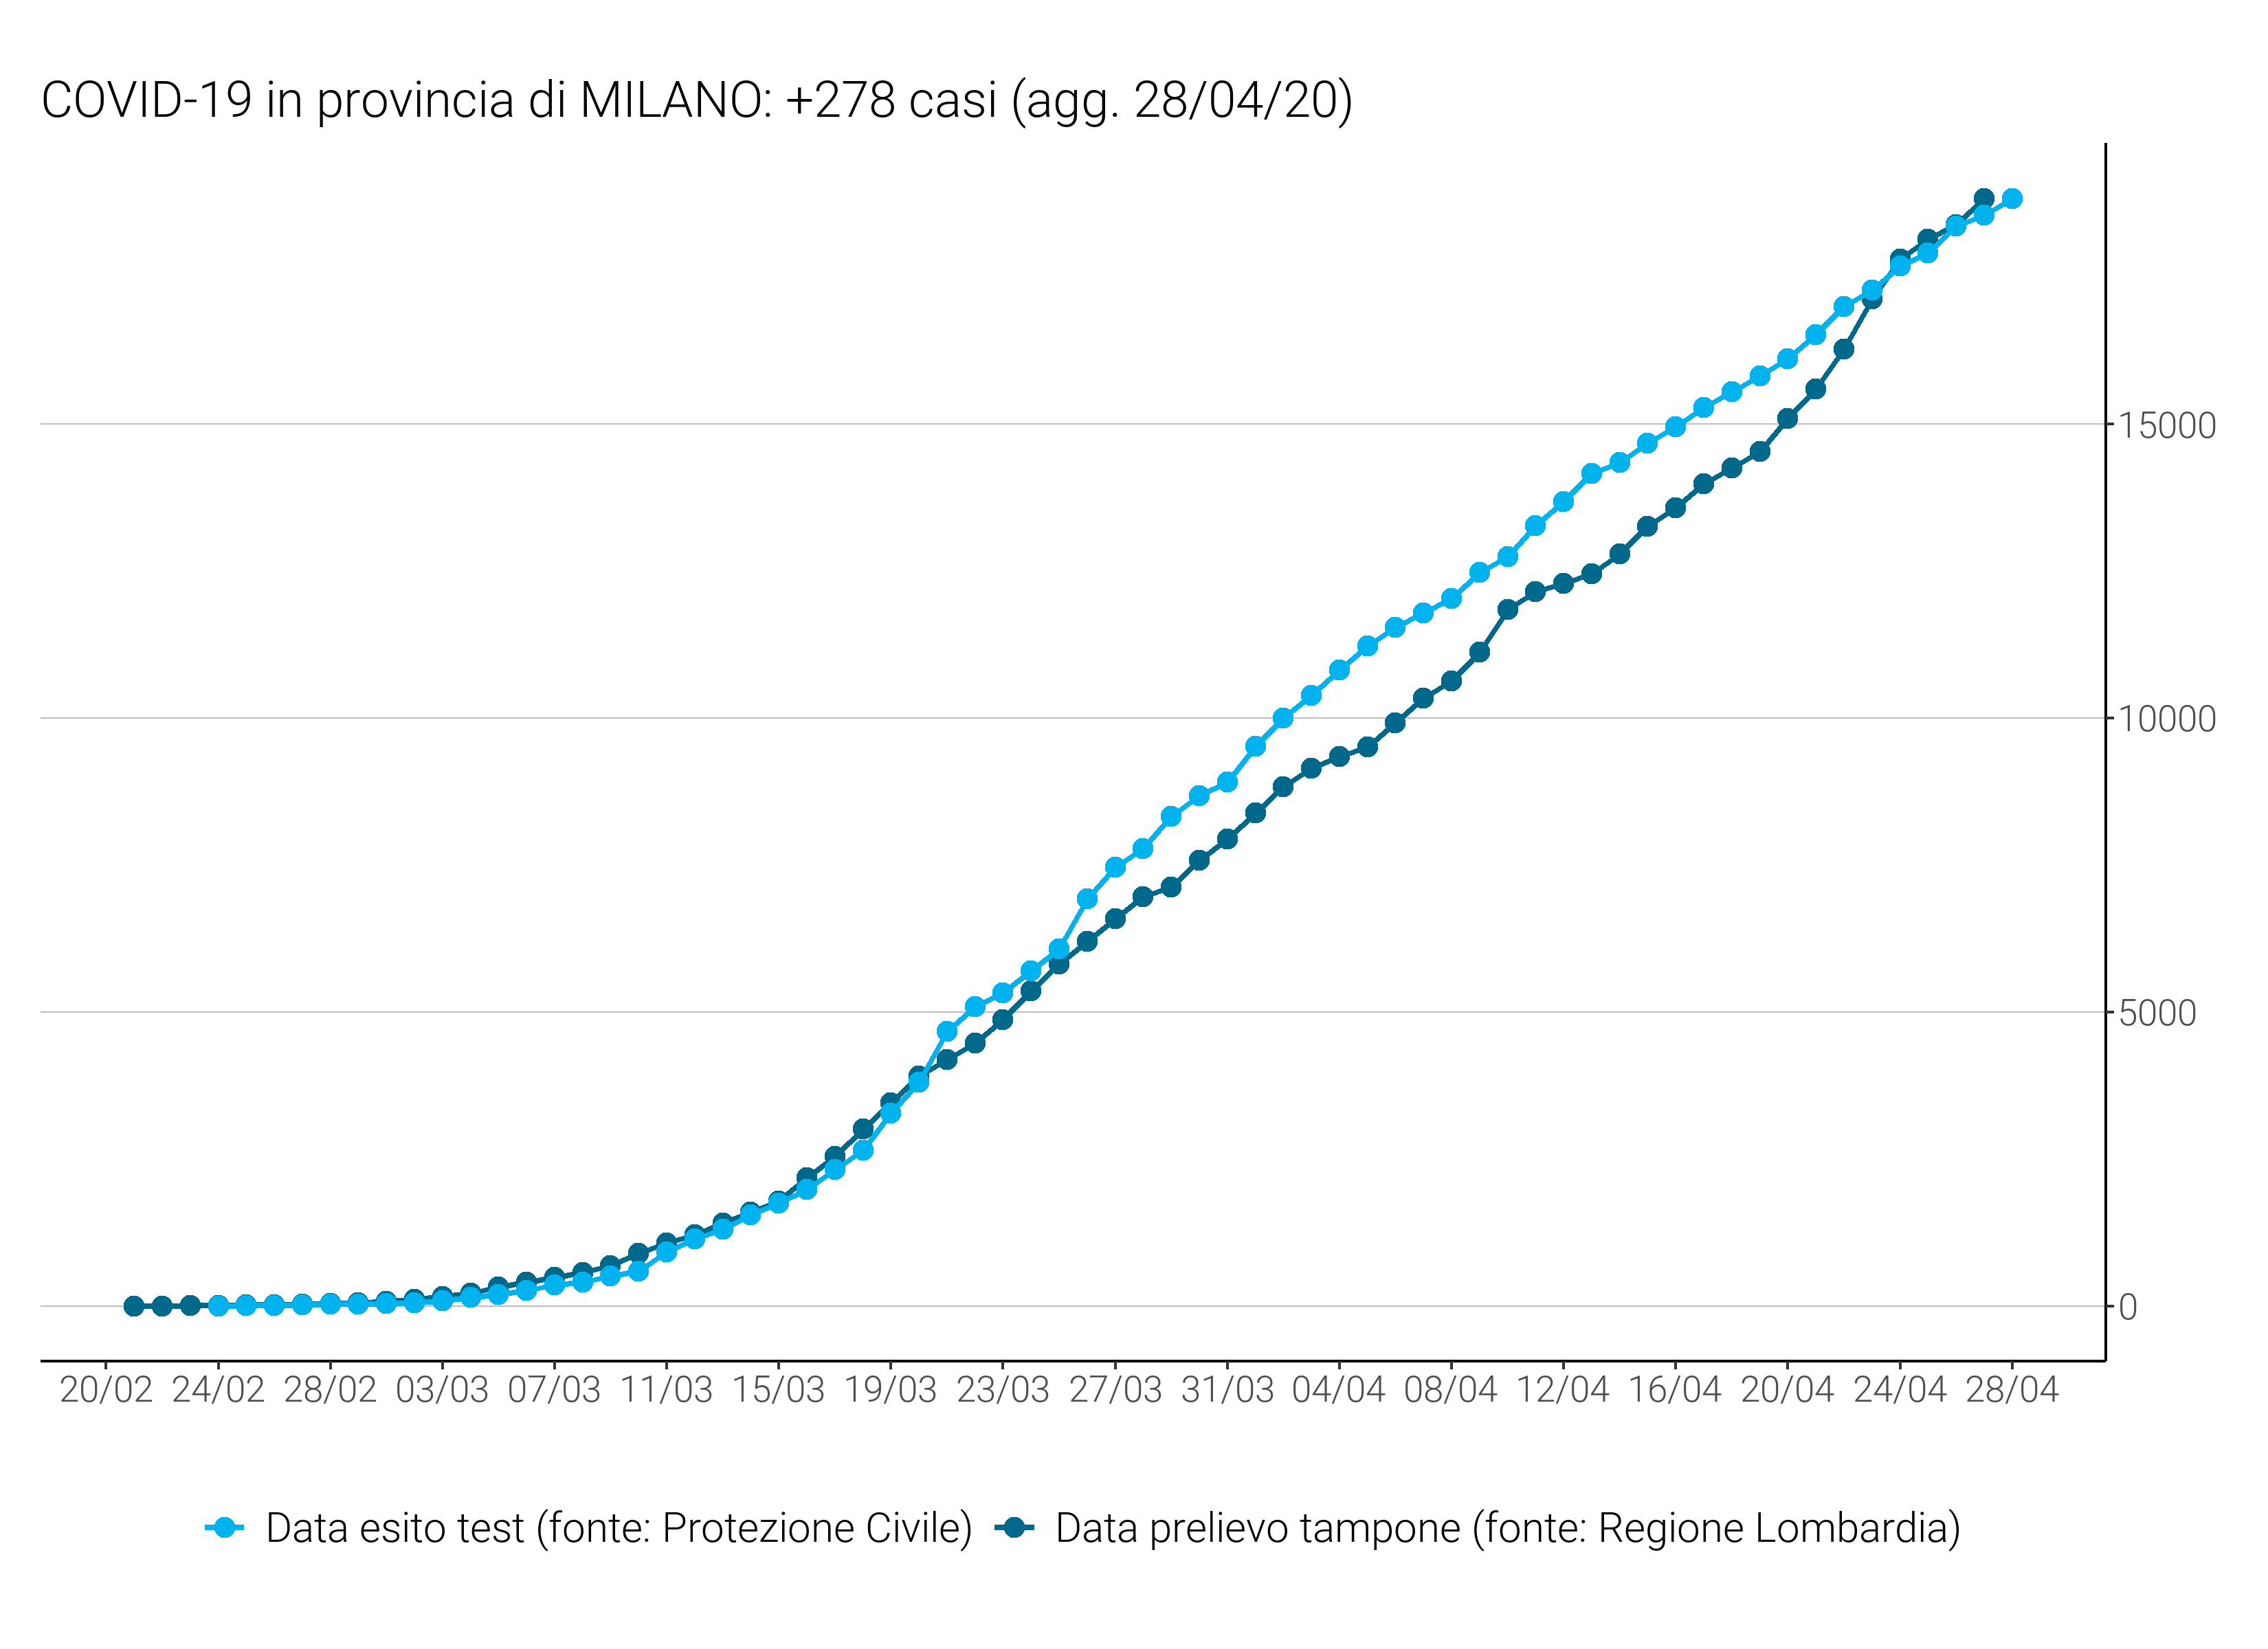 COVID-19 in provincia di MILANO: +278 casi (agg. 28/04/20)
15000
10000
5000
0
20/02 24/02 28/02 03/03 07/03 11/03 15/03 19/03 23/03 27/03 31/03 04/04 08/04 12/04 16/04 20/04 24/04 28/04
Data esito test (fonte: Protezione Civile) Data prelievo tampone (fonte: Regione Lombardia)